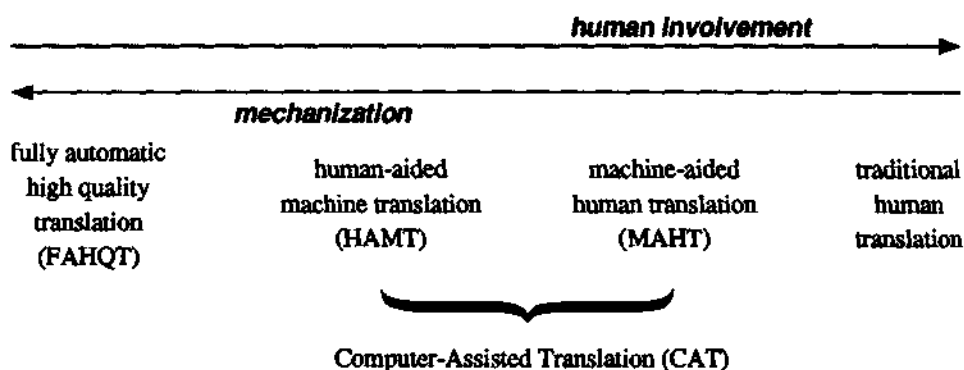 human involvement
mechanization
fully automatic
high quality
translation
(FAHQT)
human-aided
machine translation
(HAMT)
machine-aided
human translation
(MAHT)
traditional
human
translation
Computer-Assisted Translation (CAT)